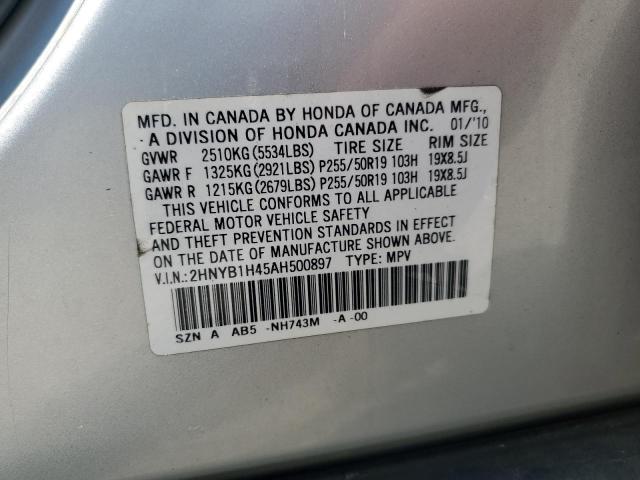 MFD. IN CANADA BY HONDA OF CANADA MFG.,
A DIVISION OF HONDA CANADA INC. 01/'10
GVWR 2510KG (5534LBS) TIRE SIZE RIM SIZE
GAWR F 1325KG (2921LBS) P255/50R19 103H 19X8.5J
GAWR R 1215KG (2679LBS) P255/50R19 103H 19X8.5J
THIS VEHICLE CONFORMS TO ALL APPLICABLE
FEDERAL MOTOR VEHICLE SAFETY
AND THEFT PREVENTION STANDARDS IN EFFECT
ON THE DATE OF MANUFACTURE SHOWN ABOVE.
V.I.N.: 2HNYB1H45AH500897 TYPE: MPV
SZN A AB5 -NH743M -A -00